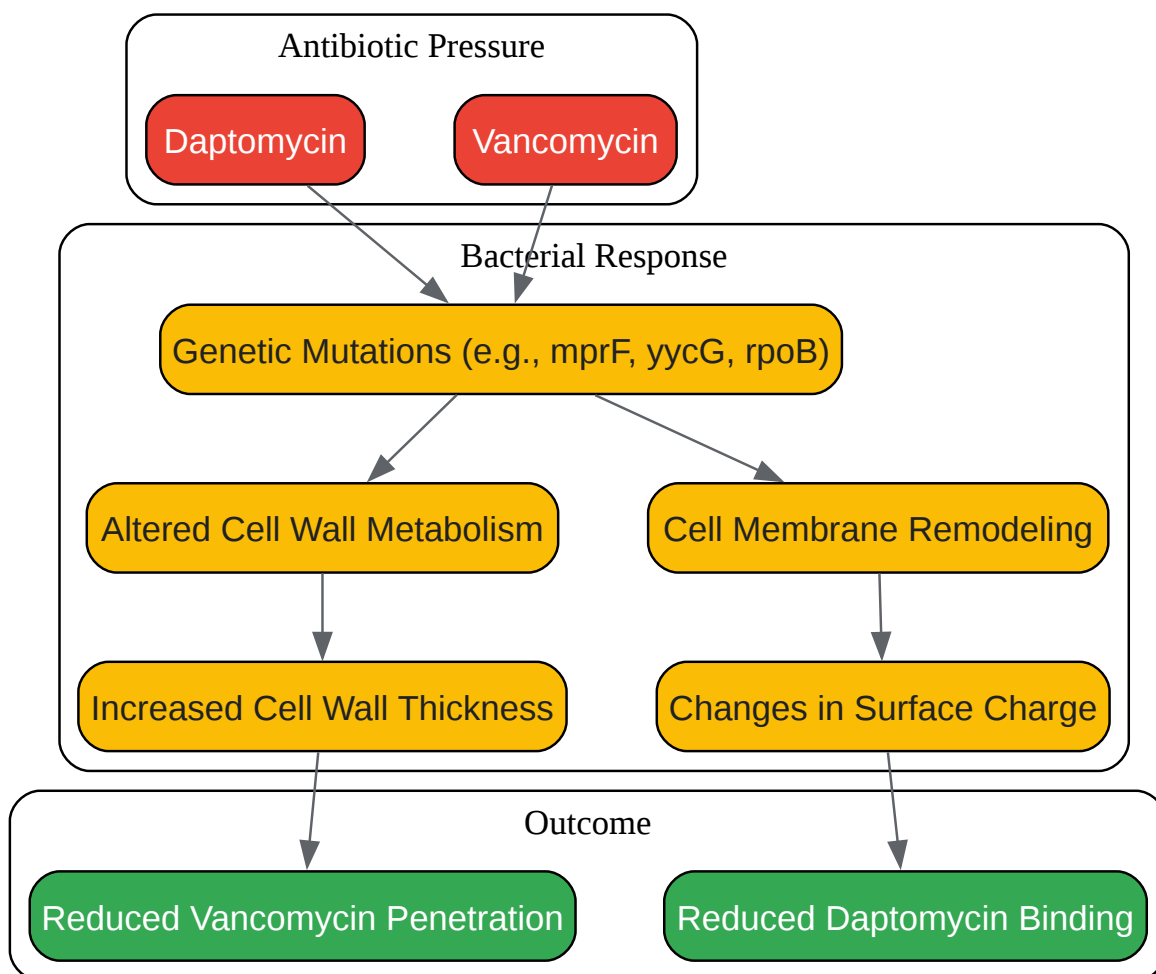 Antibiotic Pressure
Daptomycin
Vancomycin
Bacterial Response
Genetic Mutations (e.g., mprF, yycG, rpoB)
Altered Cell Wall Metabolism
Cell Membrane Remodeling
Increased Cell Wall Thickness
Changes in Surface Charge
Outcome
Reduced Vancomycin Penetration
Reduced Daptomycin Binding